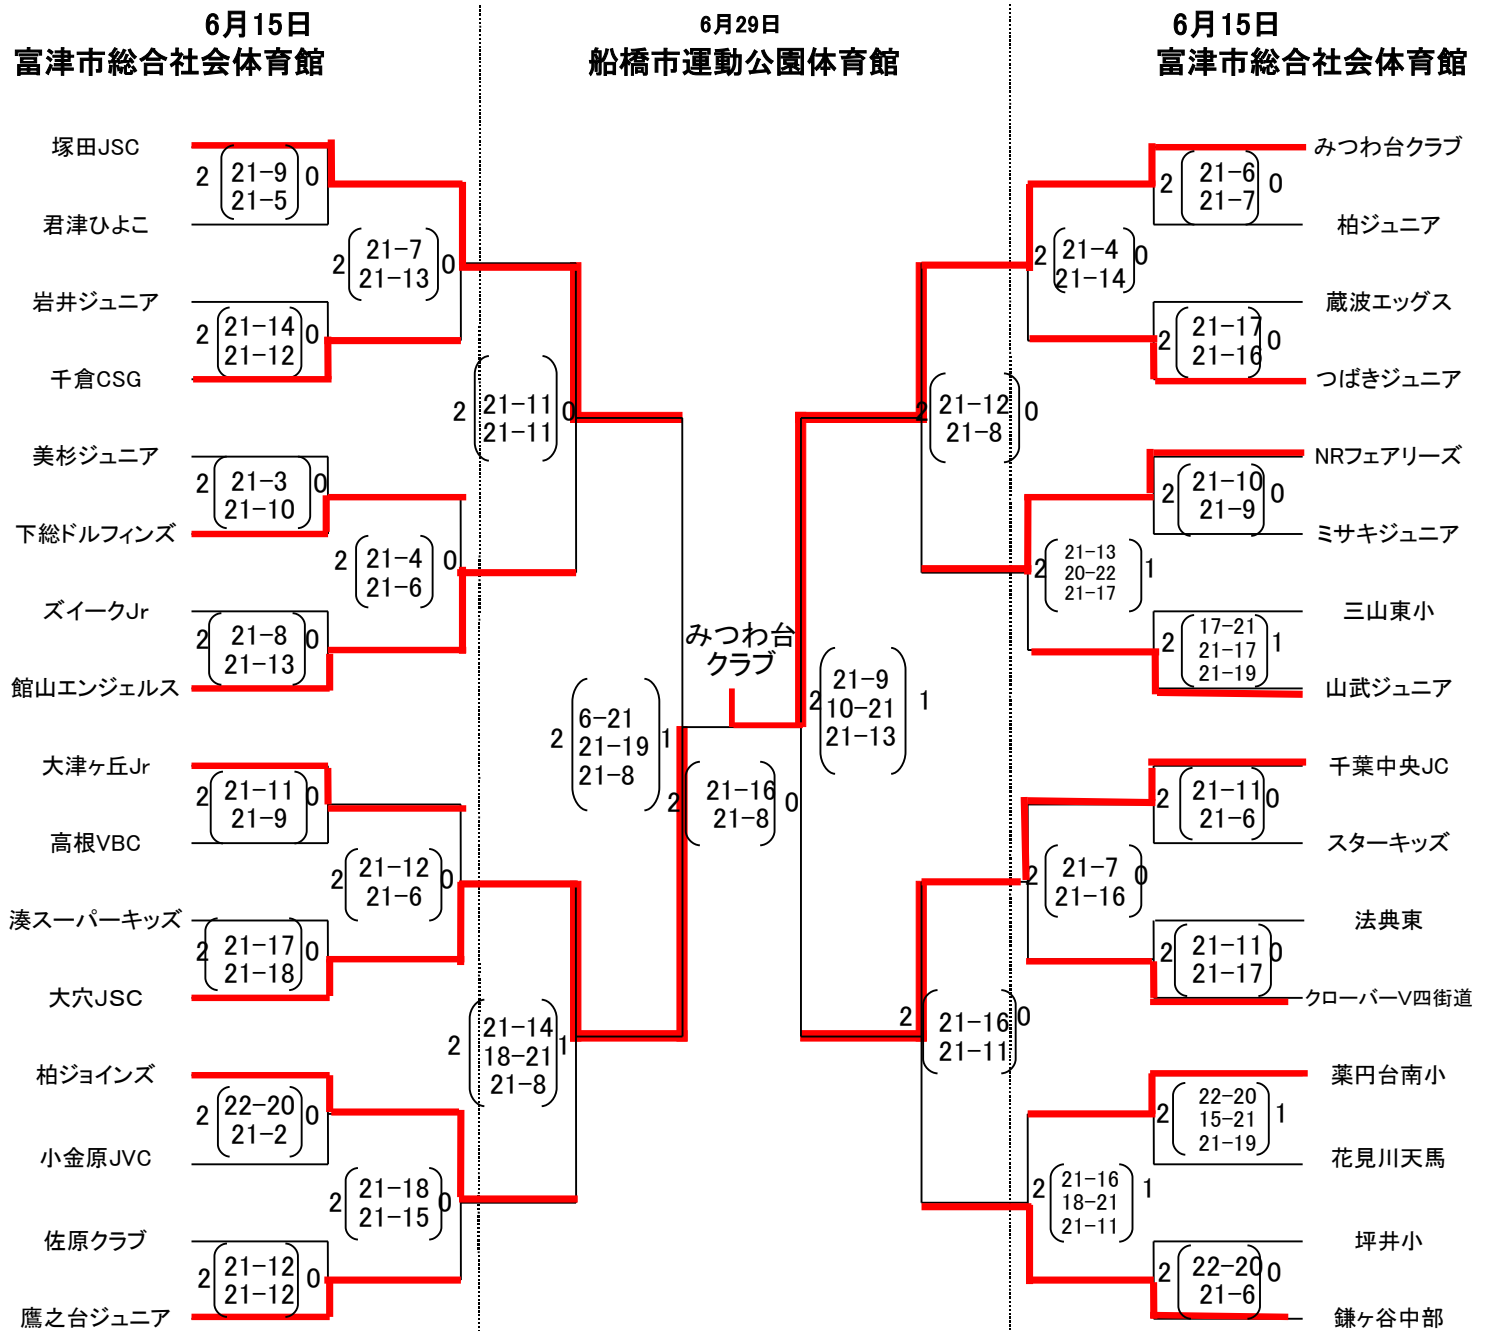 6月15日
富津市総合社会体育館
6月29日
船橋市運動公園体育館
6月15日
富津市総合社会体育館
塚田JSC
2 21-9 0
21-5
君津ひよこ
2 21-7 0
21-13
岩井ジュニア
2 21-14 0
21-12
千倉CSG
2 21-11 0
21-11
美杉ジュニア
2 21-3 0
21-10
下総ドルフィンズ
2 21-4 0
21-6
ズイークJr
2 21-8 0
21-13
館山エンジェルス
2 6-21 1
21-19
21-8
大津ヶ丘Jr
2 21-11 0
21-9
高根VBC
2 21-12 0
21-6
湊スーパーキッズ
2 21-17 0
21-18
大穴JSC
2 21-14 1
18-21
21-8
柏ジョインズ
2 22-20 0
21-2
小金原JVC
2 21-18 0
21-15
佐原クラブ
2 21-12 0
21-12
鷹之台ジュニア
みつわ台
クラブ
2 21-16 0
21-8
みつわ台クラブ
2 21-6 0
21-7
柏ジュニア
2 21-4 0
21-14
蔵波エッグス
2 21-17 0
21-16
つばきジュニア
2 21-12 0
21-8
NRフェアリーズ
2 21-10 0
21-9
ミサキジュニア
2 21-13 1
20-22
21-17
三山東小
2 17-21 1
21-17
21-19
山武ジュニア
2 21-9 1
10-21
21-13
千葉中央JC
2 21-11 0
21-6
スターキッズ
2 21-7 0
21-16
法典東
2 21-11 0
21-17
クローバーV四街道
2 21-16 0
21-11
薬円台南小
2 22-20 1
15-21
21-19
花見川天馬
2 21-16 1
18-21
21-11
坪井小
2 22-20 0
21-6
鎌ヶ谷中部